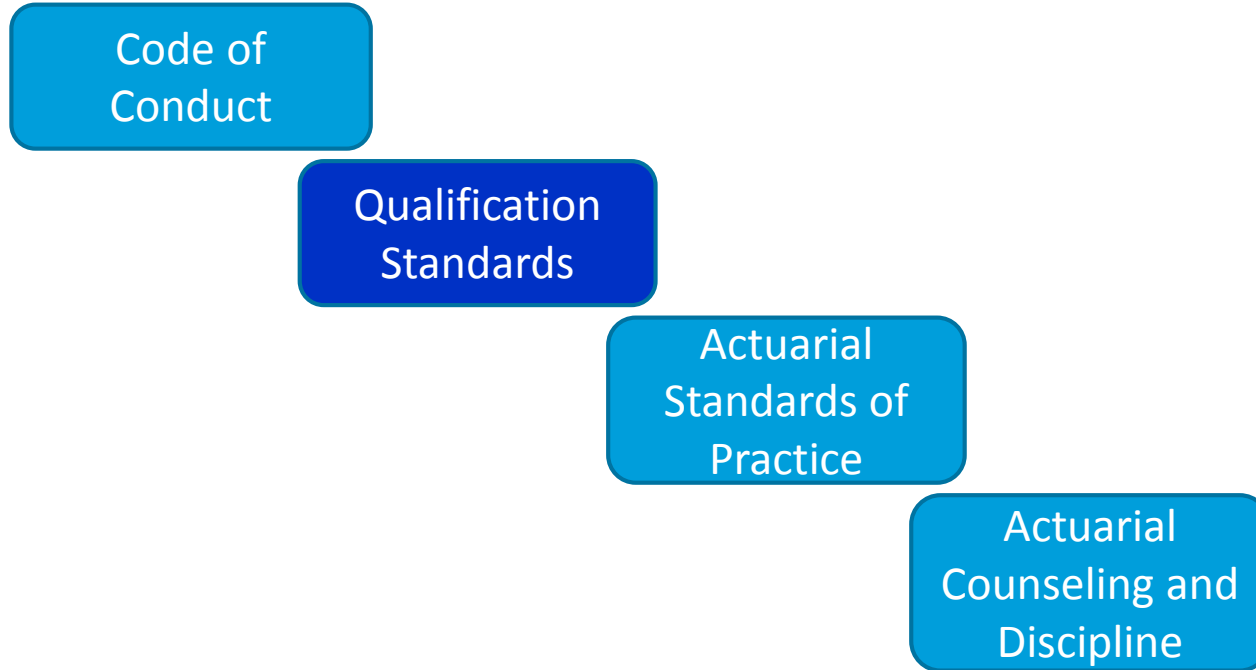 Code of
Conduct
Qualification
Standards
Actuarial
Standards of
Practice
Actuarial
Counseling and
Discipline